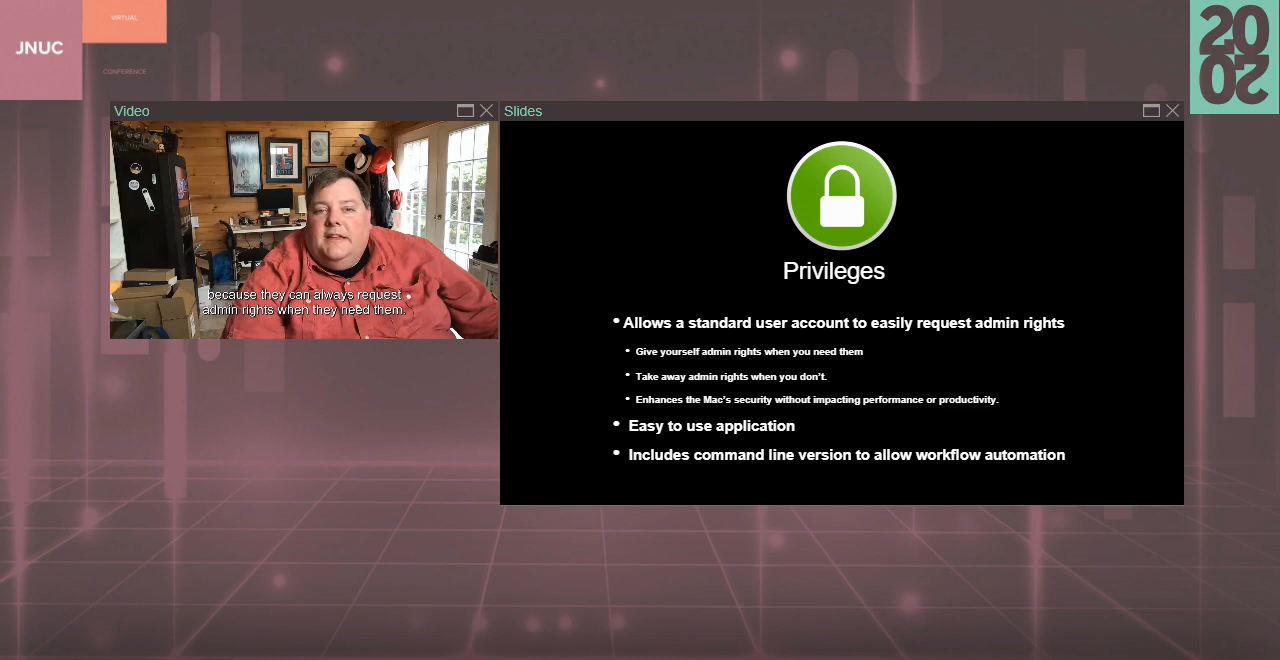 JNUC
VIRTUAL
CONFERENCE
2020
Video
Slides
because they can always request
admin rights when they need them.
Privileges
• Allows a standard user account to easily request admin rights
• Give yourself admin rights when you need them
• Take away admin rights when you don't.
• Enhances the Mac's security without impacting performance or productivity.
• Easy to use application
• Includes command line version to allow workflow automation